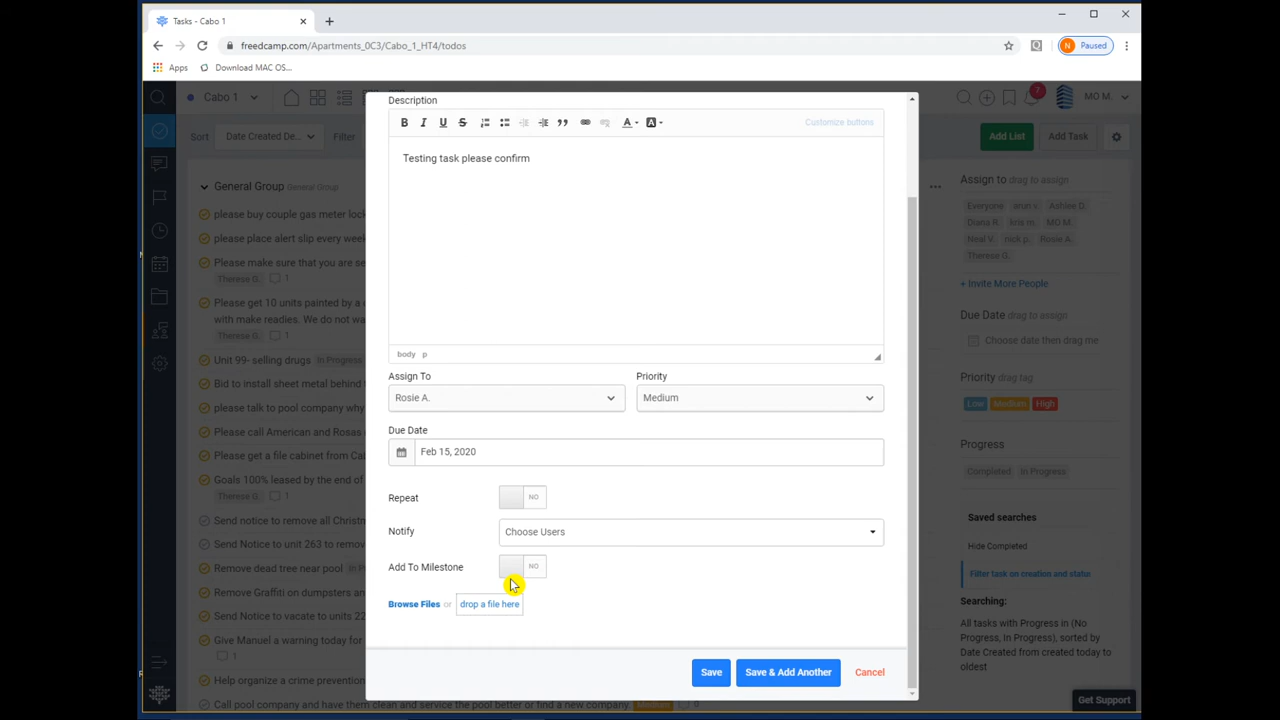 Tasks - Cabo 1
freedcamp.com/Apartments_0C3/Cabo_1_HT4/todos
N Paused
Apps Download MAC OS...
Cabo 1
7
MO M.
Sort Date Created De... Filter
Add List Add Task
General Group General Group
please buy couple gas meter lock
please place alert slip every week
Please make sure that you are se
Therese G. 1
Please get 10 units painted by a
with make readies. We do not wa
Therese G. 1
Unit 99- selling drugs In Progress
Bid to install sheet metal behind
please talk to pool company why
Please call American and Rosas
Please get a file cabinet from Ca
Goals 100% leased by the end of
Therese G. 1
Send notice to remove all Christm
Send Notice to unit 263 to remov
Remove dead tree near pool
Remove Graffiti on dumpsters an
Send Notice to vacate to units 22
Give Manuel a warning today for
1
Help organize a crime prevention
Call pool company and have them clean and service the pool better or find a new company. Medium 0
Description
B I U S A A Customize buttons
Testing task please confirm
body p
Assign To Priority
Rosie A. Medium
Due Date
Feb 15, 2020
Repeat NO
Notify Choose Users
Add To Milestone NO
Browse Files or drop a file here
Save Save & Add Another Cancel
Assign to drag to assign
Everyone arun v. Ashlee D.
Diana R. kris m. MO M.
Neal V. nick p. Rosie A.
Therese G.
+ Invite More People
Due Date drag to assign
Choose date then drag me
Priority drag tag
Low Medium High
Progress
Completed In Progress
Saved searches
Hide Completed
Filter task on creation and status
Searching:
All tasks with Progress in (No
Progress, In Progress), sorted by
Date Created from created today to
oldest
Get Support